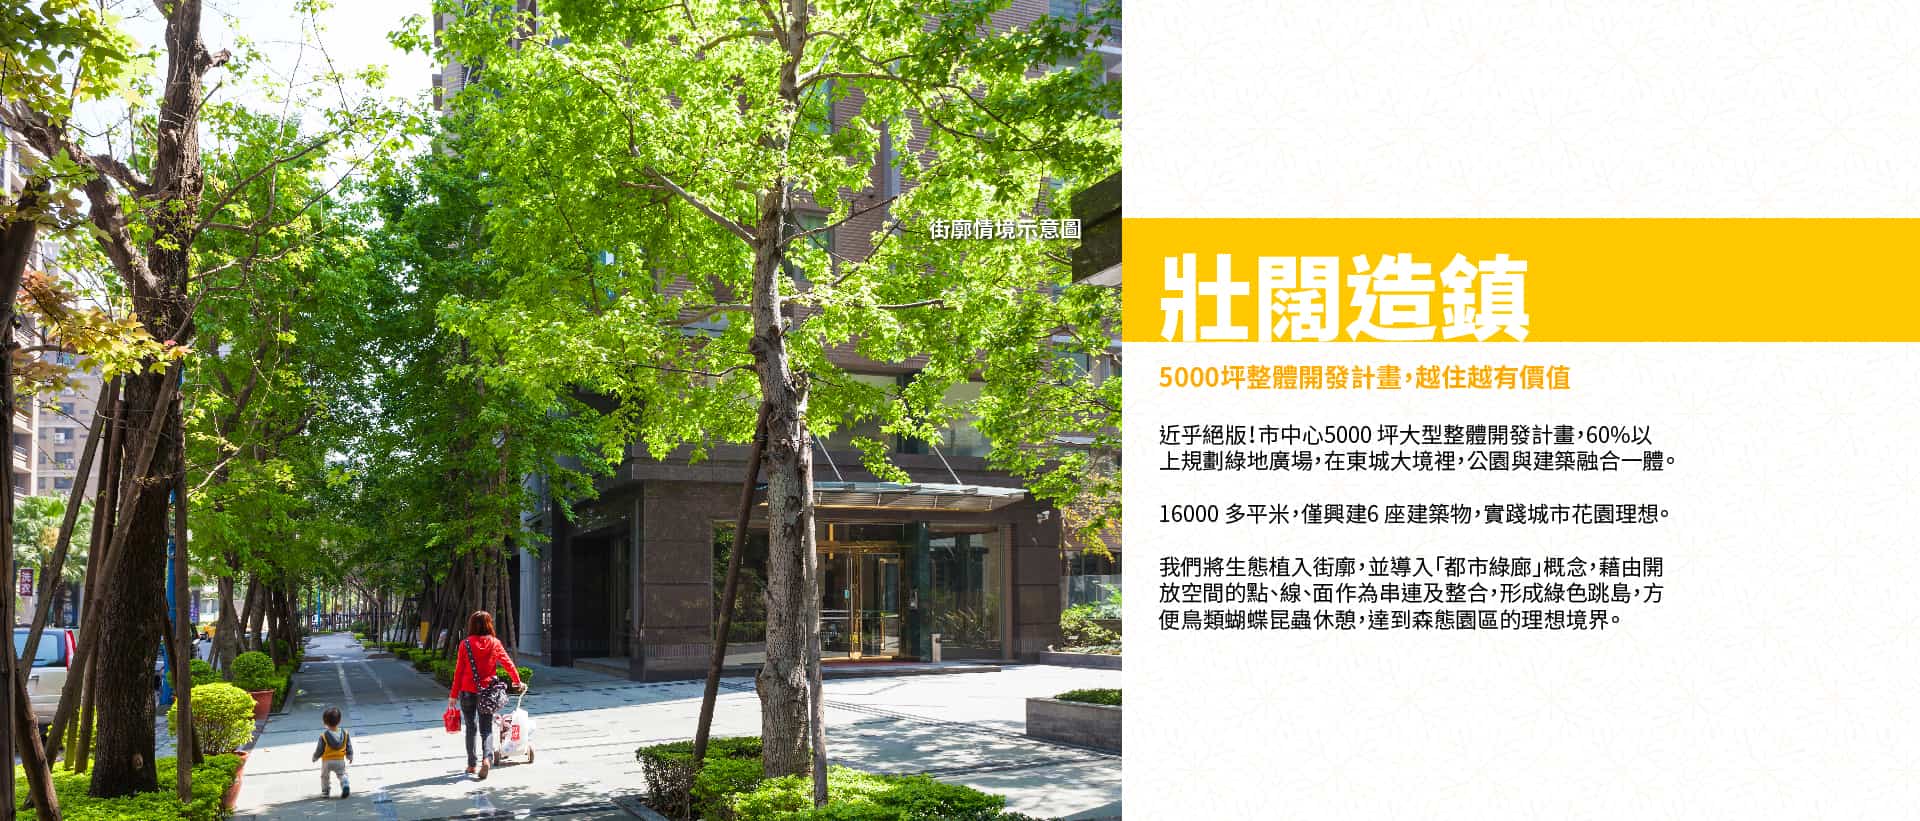 街廓情境示意圖
壯闊造鎮
5000坪整體開發計畫，越住越有價值
近乎絕版！市中心5000 坪大型整體開發計畫，60%以
上規劃綠地廣場，在東城大境裡，公園與建築融合一體。
16000 多平米，僅興建6 座建築物，實踐城市花園理想。
我們將生態植入街廓，並導入「都市綠廊」概念，藉由開
放空間的點、線、面作為串連及整合，形成綠色跳島，方
便鳥類蝴蝶昆蟲休憩，達到森態園區的理想境界。
洗衣